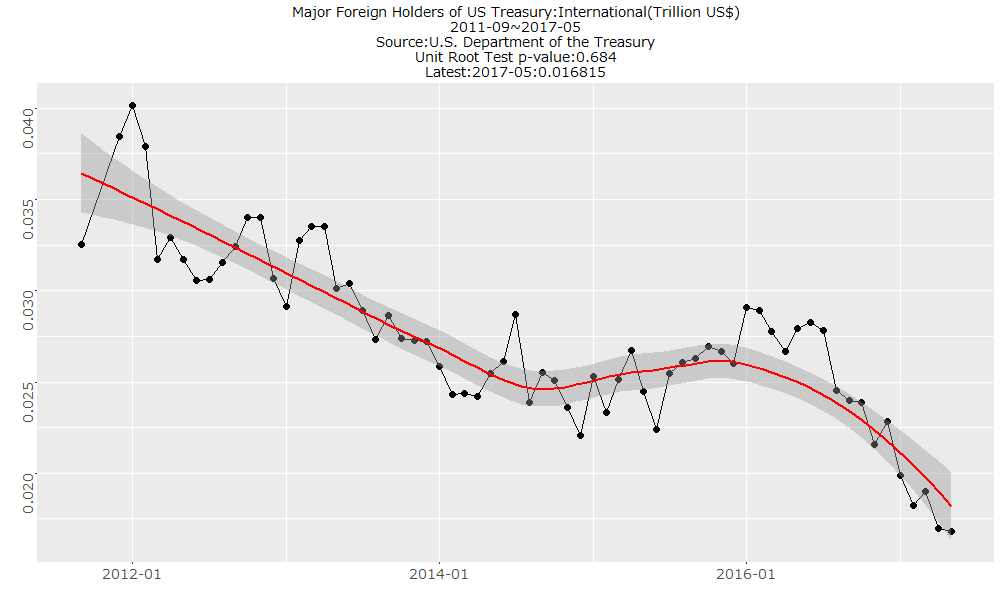 Major Foreign Holders of US Treasury:International(Trillion US$)
2011-09~2017-05
Source:U.S. Department of the Treasury
Unit Root Test p-value:0.684
Latest:2017-05:0.016815
0.040
0.035
0.030
0.025
0.020
2012-01
2014-01
2016-01